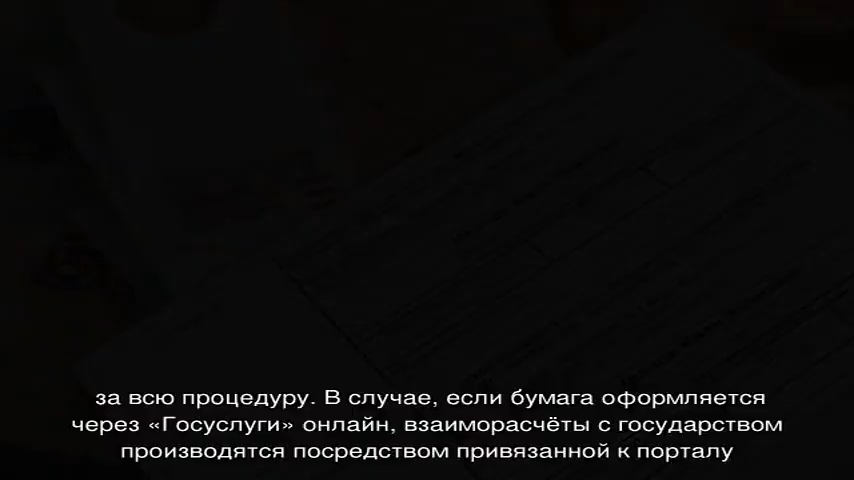 за всю процедуру. В случае, если бумага оформляется
через «Госуслуги» онлайн, взаиморасчёты с государством
производятся посредством привязанной к порталу